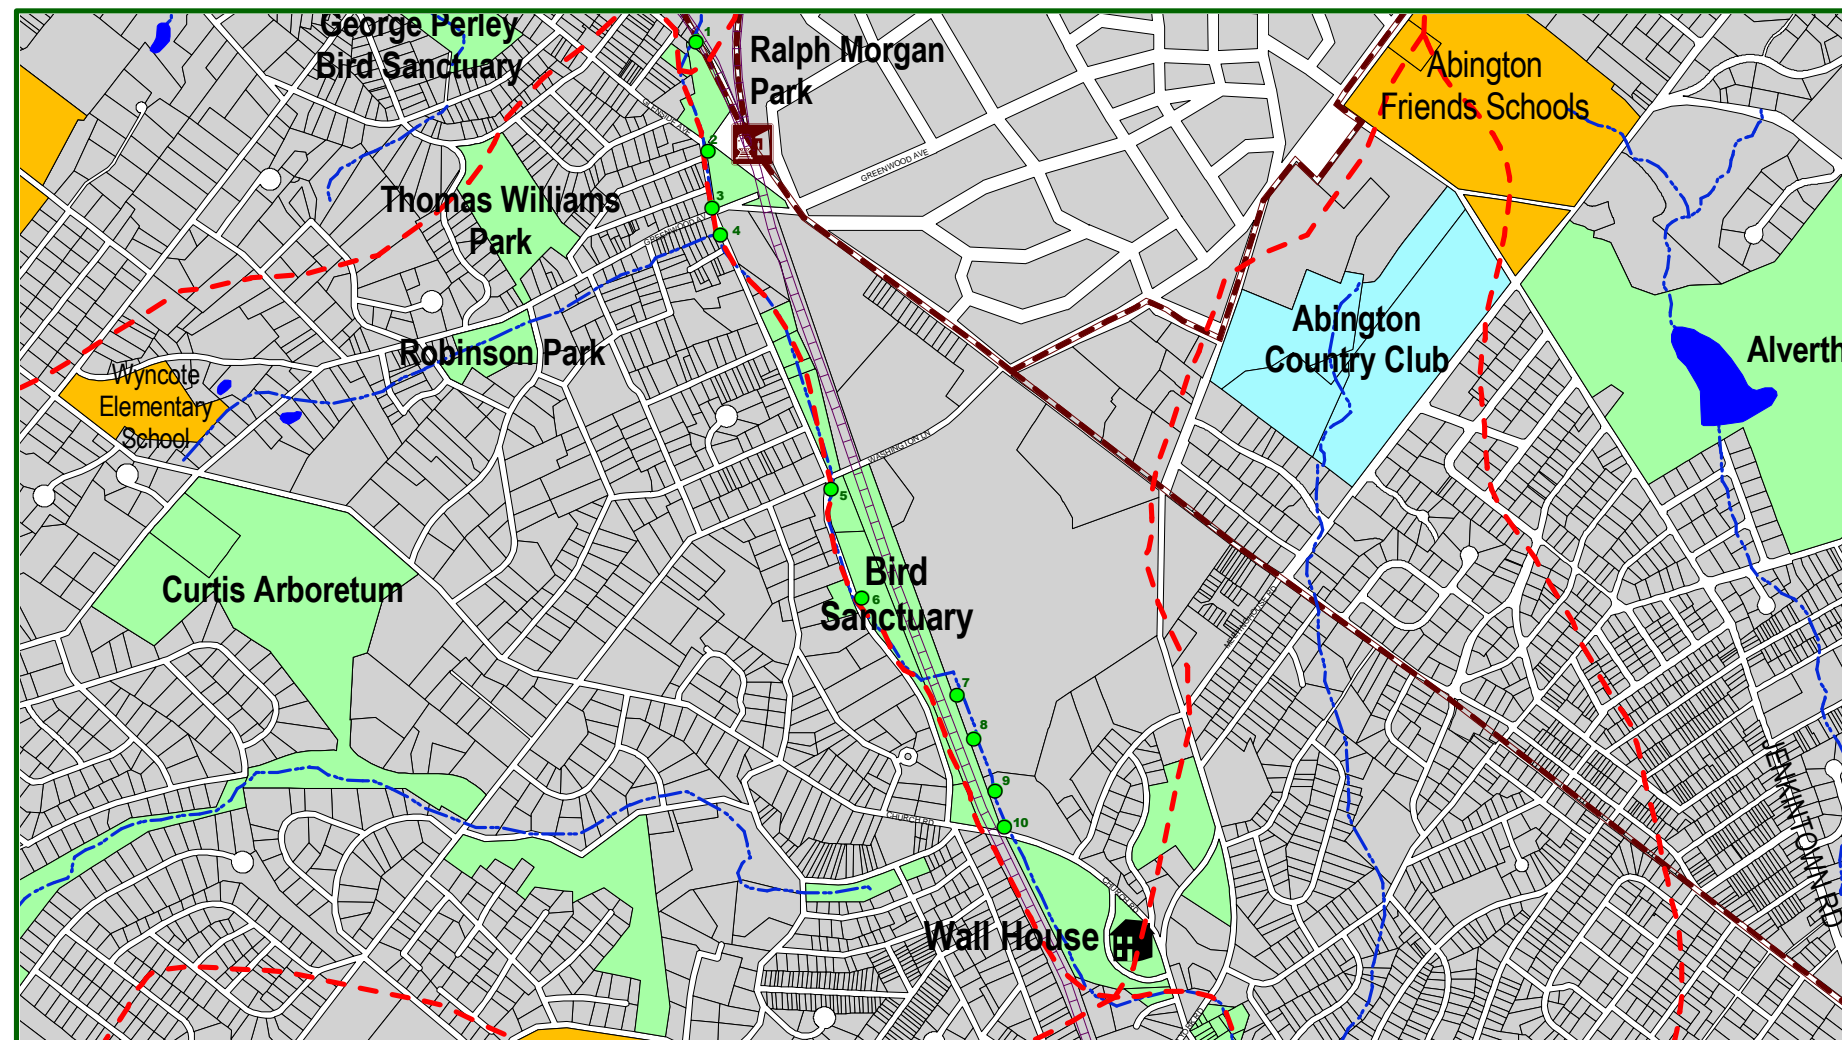 George Perley
Bird Sanctuary
Ralph Morgan
Park
Abington
Friends Schools
1
2
GREENWOOD AVE
Thomas Williams
Park
3
4
Abington
Country Club
Robinson Park
Alverth
Wyncote
Elementary
School
WASHINGTON LN
5
Bird
Sanctuary
6
Curtis Arboretum
7
8
9
10
CHURCH RD
CHURCH RD
JENKINTOWN RD
Wall House